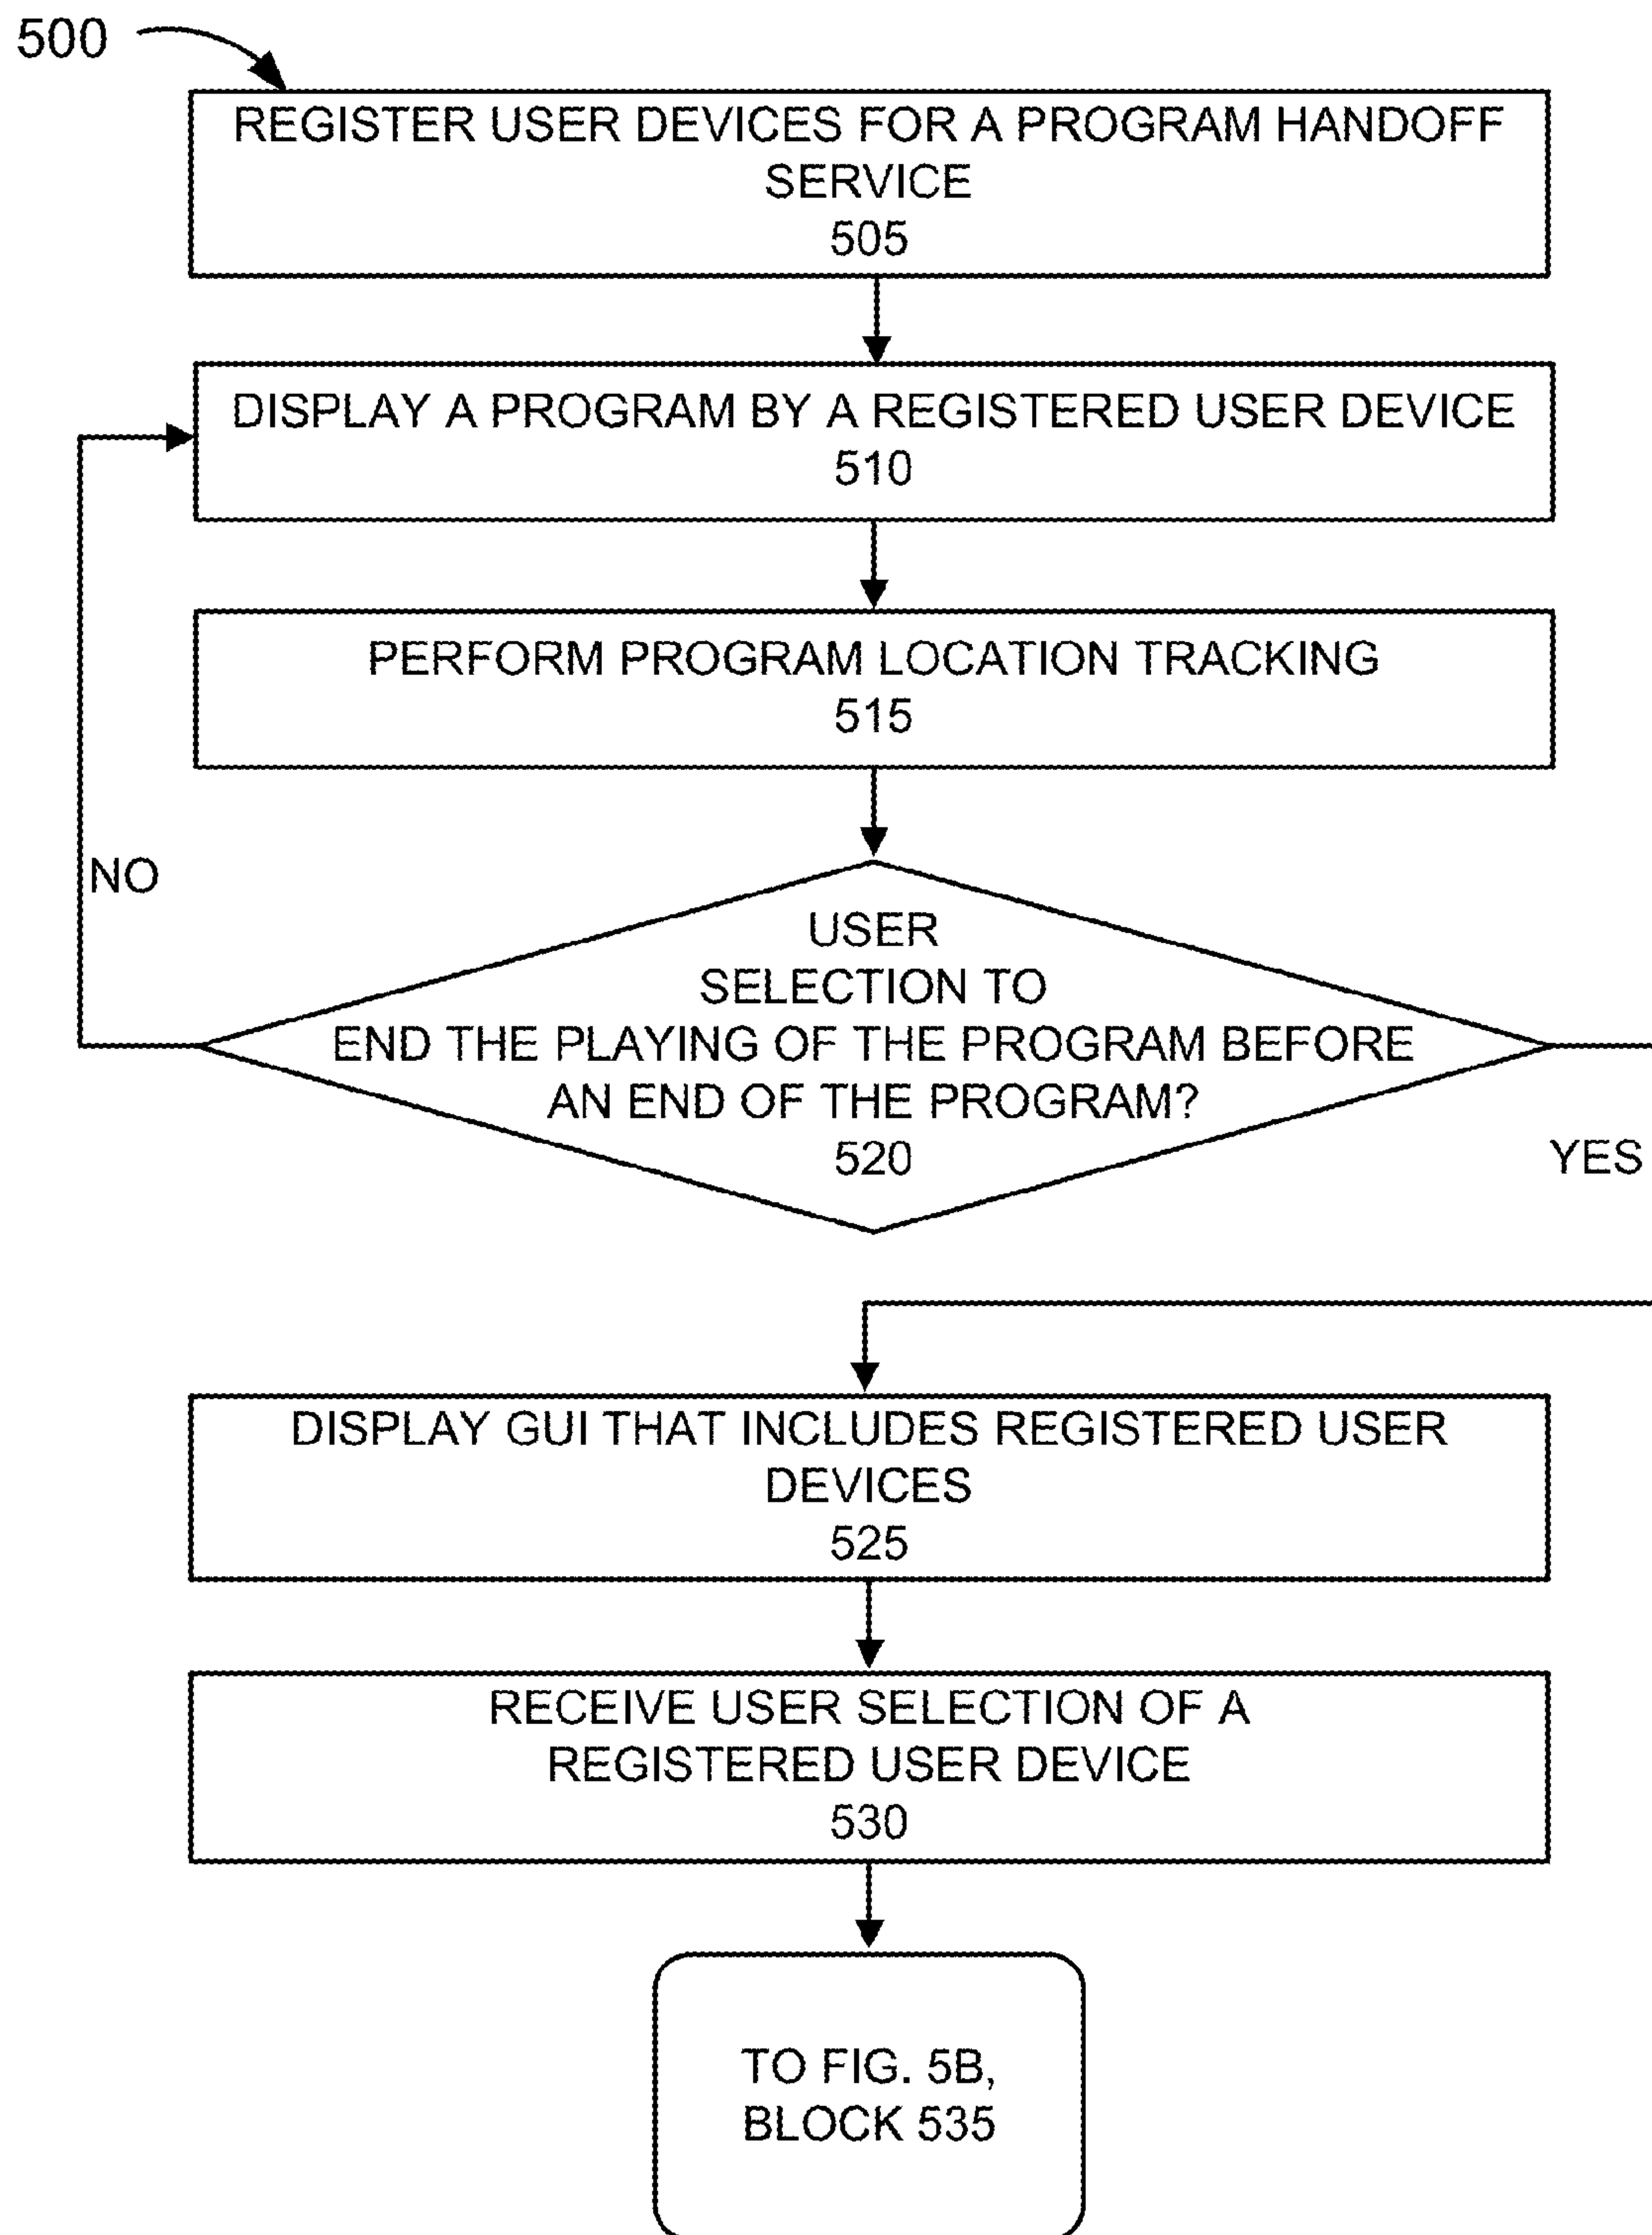 500
REGISTER USER DEVICES FOR A PROGRAM HANDOFF
SERVICE
505
DISPLAY A PROGRAM BY A REGISTERED USER DEVICE
510
PERFORM PROGRAM LOCATION TRACKING
515
NO
USER
SELECTION TO
END THE PLAYING OF THE PROGRAM BEFORE
AN END OF THE PROGRAM?
520
YES
DISPLAY GUI THAT INCLUDES REGISTERED USER
DEVICES
525
RECEIVE USER SELECTION OF A
REGISTERED USER DEVICE
530
TO FIG. 5B,
BLOCK 535